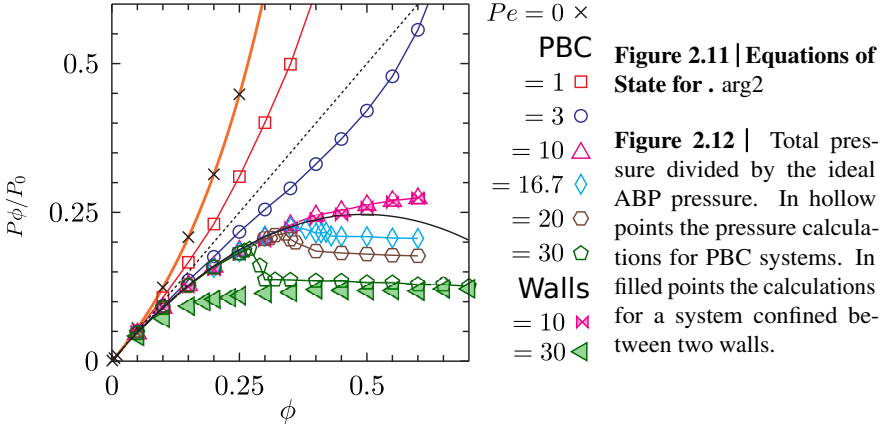 0.5
0.25
0
Pϕ/P₀
0
0.25
0.5
ϕ
Pe = 0
PBC
= 1
= 3
= 10
= 16.7
= 20
= 30
Walls
= 10
= 30
Figure 2.11 | Equations of
State for . arg2
Figure 2.12 | Total pres-
sure divided by the ideal
ABP pressure. In hollow
points the pressure calcula-
tions for PBC systems. In
filled points the calculations
for a system confined be-
tween two walls.